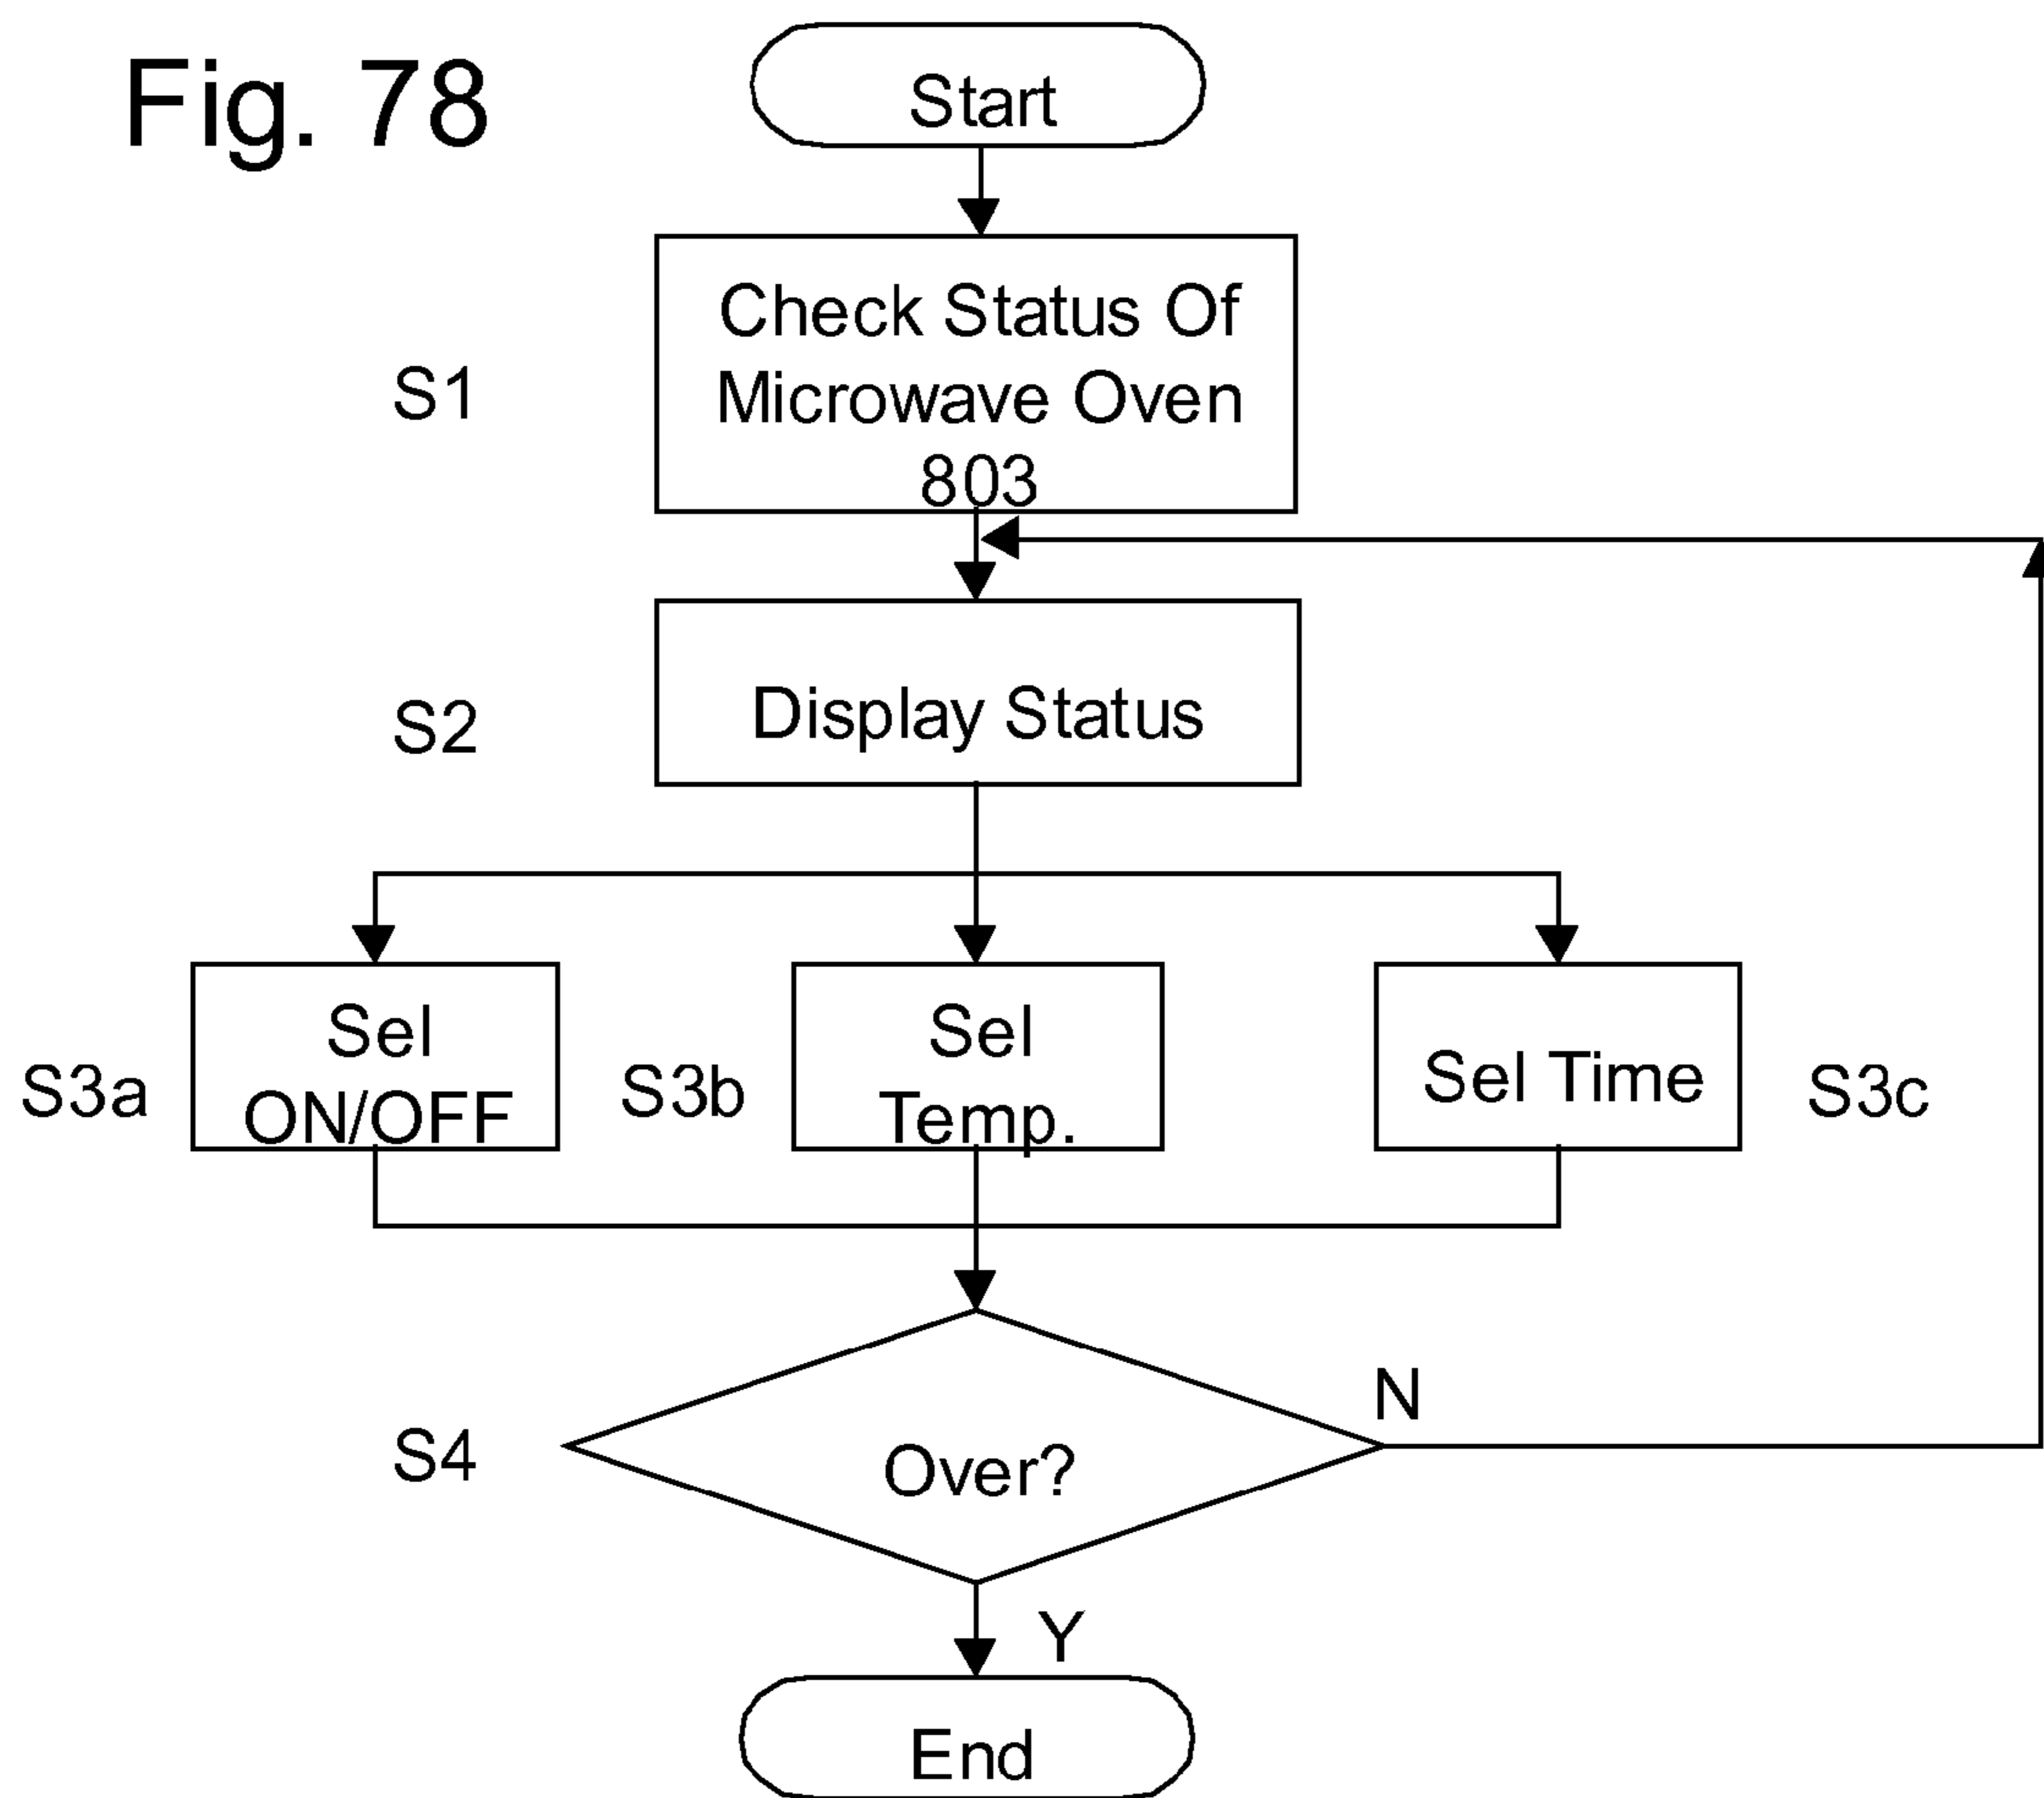 Fig. 78
Start
S1
Check Status Of
Microwave Oven
803
S2
Display Status
S3a
Sel
ON/OFF
S3b
Sel
Temp.
Sel Time
S3c
S4
Over?
N
Y
End